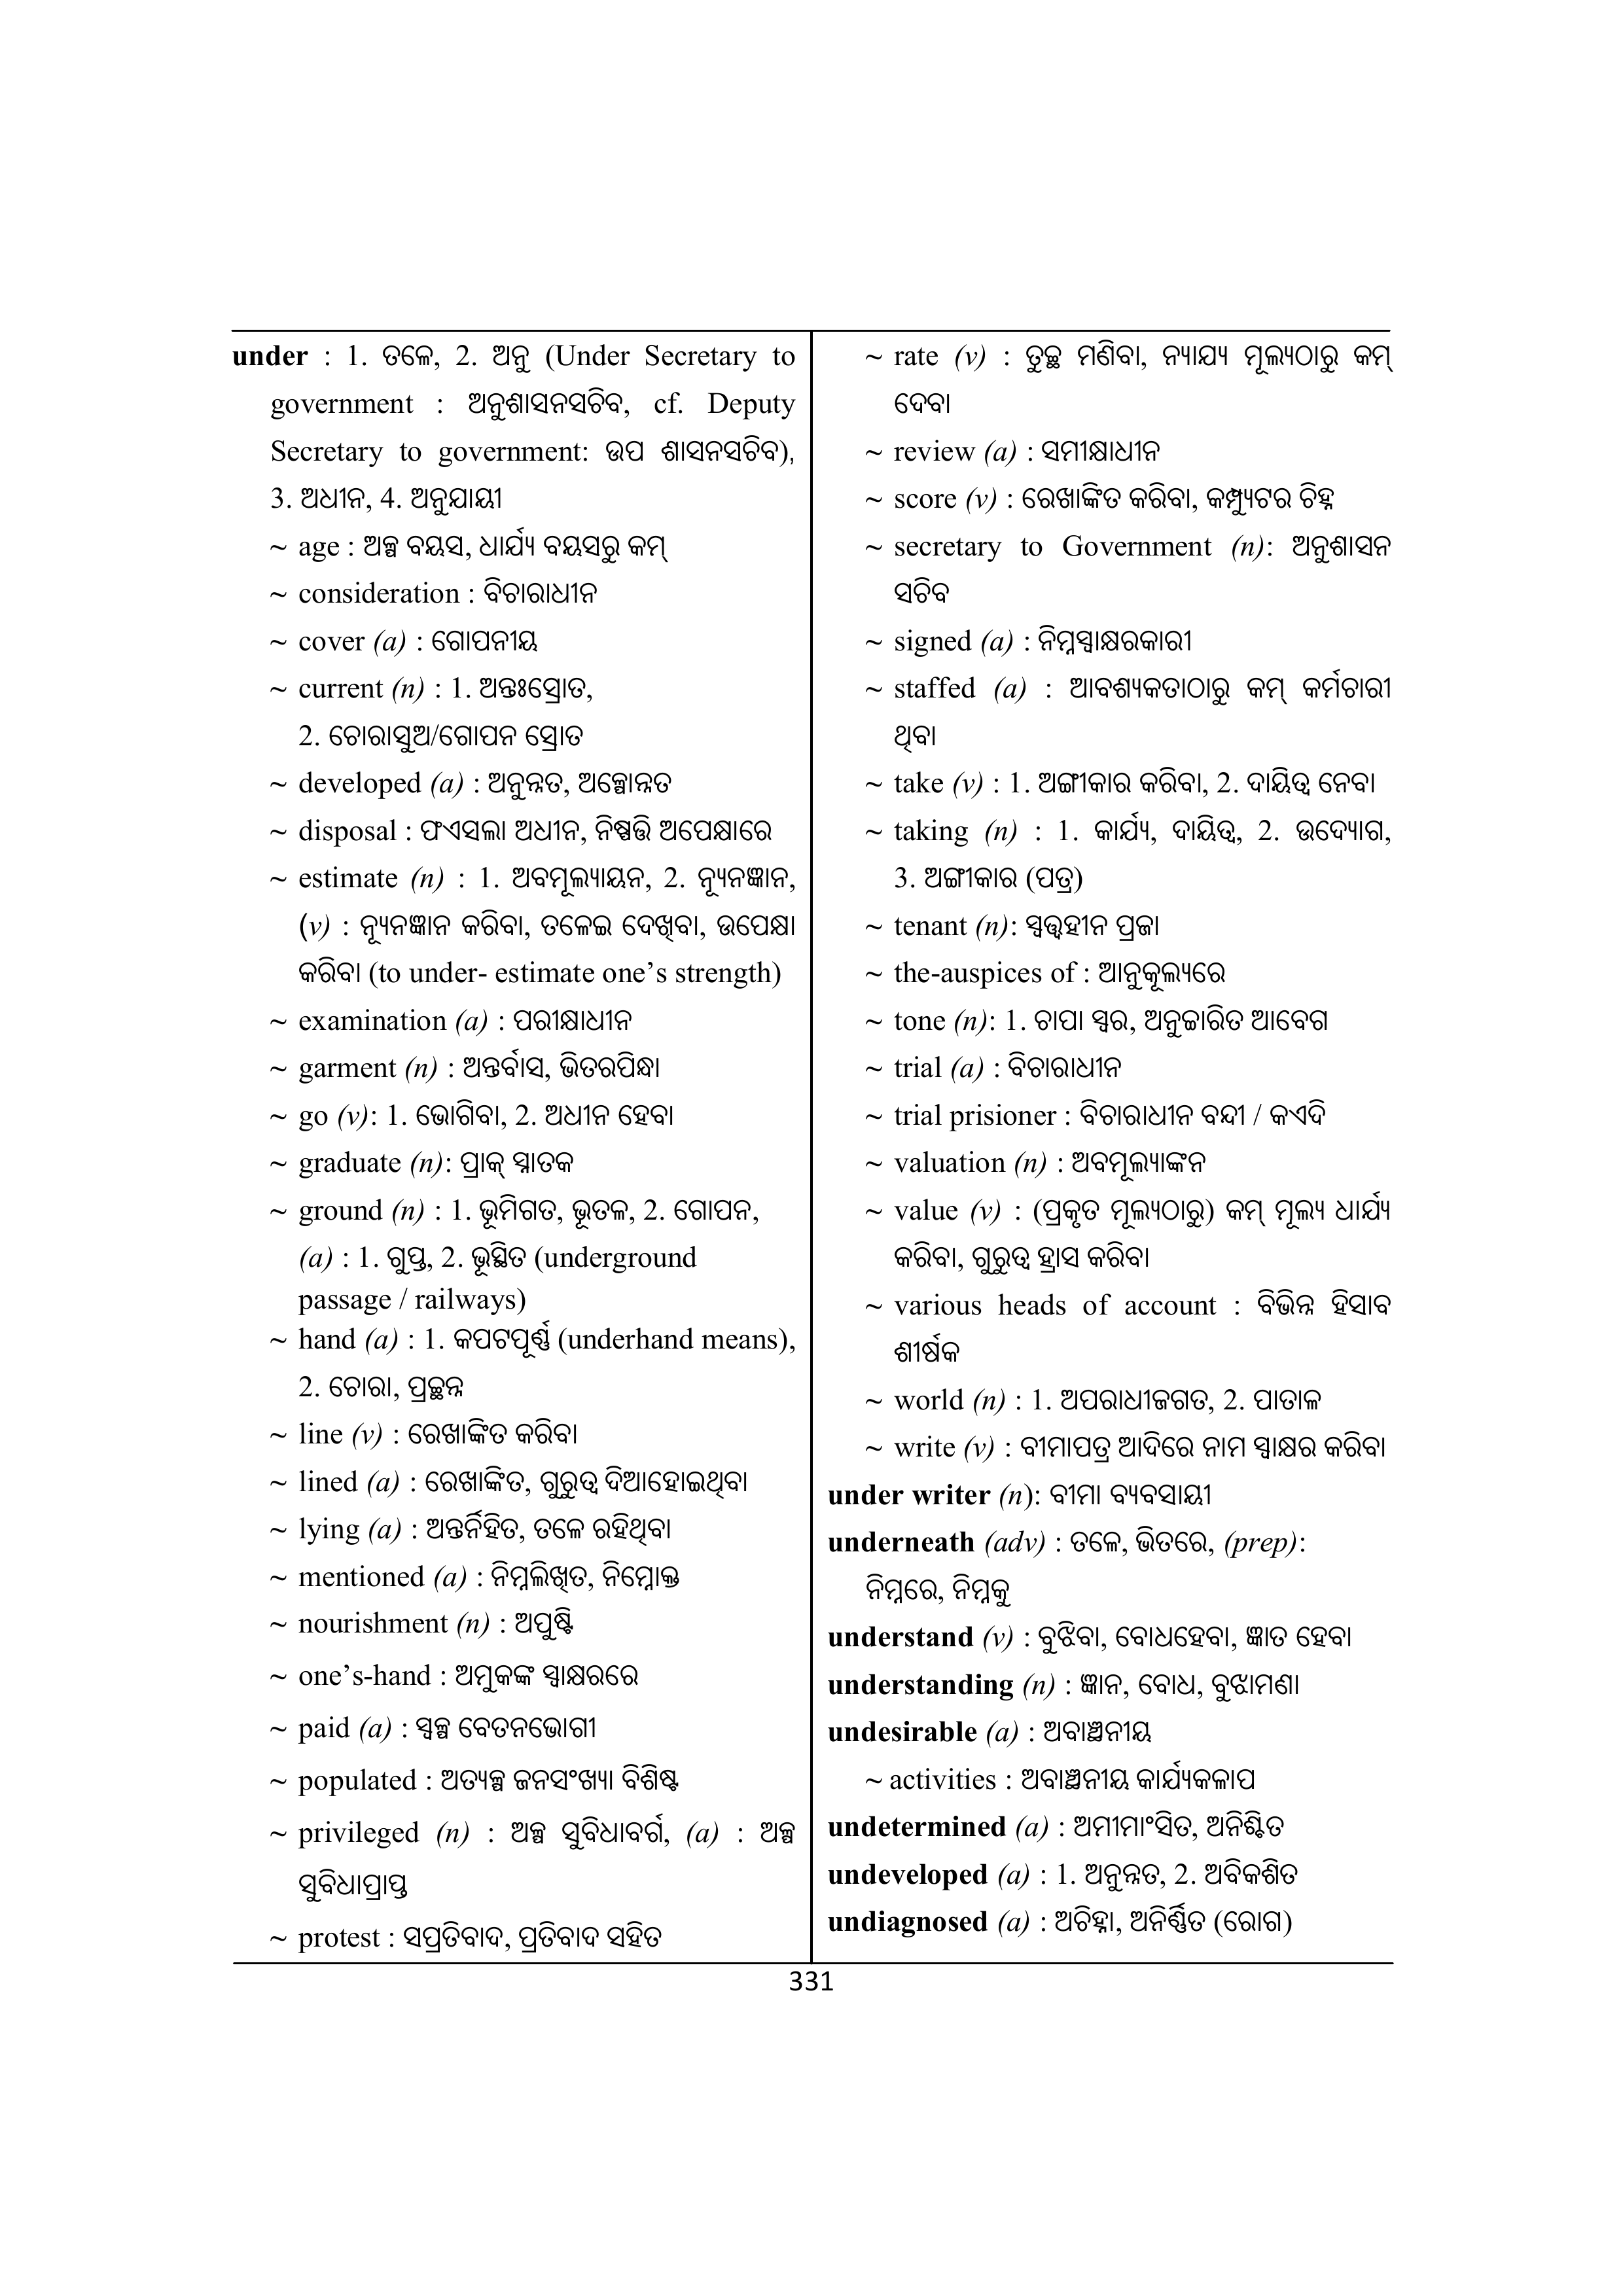 under : 1. ତଳେ, 2. ଅନୁ (Under Secretary to
government : ଅନୁଶାସନସଚିବ, cf. Deputy
Secretary to government: ଉପ ଶାସନସଚିବ),
3. ଅଧୀନ, 4. ଅନୁଯାୟୀ
~ age : ଅଳ୍ପ ବୟସ, ଧାର୍ଯ୍ୟ ବୟସରୁ କମ୍
~ consideration : ବିଚାରାଧୀନ
~ cover (a) : ଗୋପନୀୟ
~ current (n) : 1. ଅନ୍ତଃସ୍ରୋତ,
2. ଚୋରାସୁଅ/ଗୋପନ ସ୍ରୋତ
~ developed (a) : ଅନୁନ୍ନତ, ଅଳ୍ପୋନ୍ନତ
~ disposal : ଫଏସଲା ଅଧୀନ, ନିଷ୍ପତ୍ତି ଅପେକ୍ଷାରେ
~ estimate (n) : 1. ଅବମୂଲ୍ୟାୟନ, 2. ନ୍ୟୂନଜ୍ଞାନ,
(v) : ନ୍ୟୂନଜ୍ଞାନ କରିବା, ତଳେଇ ଦେଖିବା, ଉପେକ୍ଷା
କରିବା (to under- estimate one’s strength)
~ examination (a) : ପରୀକ୍ଷାଧୀନ
~ garment (n) : ଅନ୍ତର୍ବାସ, ଭିତରପିନ୍ଧା
~ go (v): 1. ଭୋଗିବା, 2. ଅଧୀନ ହେବା
~ graduate (n): ପ୍ରାକ୍ ସ୍ନାତକ
~ ground (n) : 1. ଭୂମିଗତ, ଭୂତଳ, 2. ଗୋପନ,
(a) : 1. ଗୁପ୍ତ, 2. ଭୂସ୍ଥିତ (underground
passage / railways)
~ hand (a) : 1. କପଟପୂର୍ଣ୍ଣ (underhand means),
2. ଚୋରା, ପ୍ରଚ୍ଛନ୍ନ
~ line (v) : ରେଖାଙ୍କିତ କରିବା
~ lined (a) : ରେଖାଙ୍କିତ, ଗୁରୁତ୍ୱ ଦିଆହୋଇଥିବା
~ lying (a) : ଅନ୍ତର୍ନିହିତ, ତଳେ ରହିଥିବା
~ mentioned (a) : ନିମ୍ନଲିଖିତ, ନିମ୍ନୋକ୍ତ
~ nourishment (n) : ଅପୁଷ୍ଟି
~ one’s-hand : ଅମୁକଙ୍କ ସ୍ୱାକ୍ଷରରେ
~ paid (a) : ସ୍ୱଳ୍ପ ବେତନଭୋଗୀ
~ populated : ଅତ୍ୟଳ୍ପ ଜନସଂଖ୍ୟା ବିଶିଷ୍ଟ
~ privileged (n) : ଅଳ୍ପ ସୁବିଧାବର୍ଗ, (a) : ଅଳ୍ପ
ସୁବିଧାପ୍ରାପ୍ତ
~ protest : ସପ୍ରତିବାଦ, ପ୍ରତିବାଦ ସହିତ
~ rate (v) : ତୁଚ୍ଛ ମଣିବା, ନ୍ୟାଯ୍ୟ ମୂଲ୍ୟଠାରୁ କମ୍
ଦେବା
~ review (a) : ସମୀକ୍ଷାଧୀନ
~ score (v) : ରେଖାଙ୍କିତ କରିବା, କମ୍ପ୍ୟୁଟର ଚିହ୍ନ
~ secretary to Government (n): ଅନୁଶାସନ
ସଚିବ
~ signed (a) : ନିମ୍ନସ୍ୱାକ୍ଷରକାରୀ
~ staffed (a) : ଆବଶ୍ୟକତାଠାରୁ କମ୍ କର୍ମଚାରୀ
ଥିବା
~ take (v) : 1. ଅଙ୍ଗୀକାର କରିବା, 2. ଦାୟିତ୍ୱ ନେବା
~ taking (n) : 1. କାର୍ଯ୍ୟ, ଦାୟିତ୍ୱ, 2. ଉଦ୍ୟୋଗ,
3. ଅଙ୍ଗୀକାର (ପତ୍ର)
~ tenant (n): ସ୍ୱତ୍ତ୍ୱହୀନ ପ୍ରଜା
~ the-auspices of : ଆନୁକୂଲ୍ୟରେ
~ tone (n): 1. ଚାପା ସ୍ୱର, ଅନୁଚ୍ଚାରିତ ଆବେଗ
~ trial (a) : ବିଚାରାଧୀନ
~ trial prisioner : ବିଚାରାଧୀନ ବନ୍ଦୀ / କଏଦି
~ valuation (n) : ଅବମୂଲ୍ୟାଙ୍କନ
~ value (v) : (ପ୍ରକୃତ ମୂଲ୍ୟଠାରୁ) କମ୍ ମୂଲ୍ୟ ଧାର୍ଯ୍ୟ
କରିବା, ଗୁରୁତ୍ୱ ହ୍ରାସ କରିବା
~ various heads of account : ବିଭିନ୍ନ ହିସାବ
ଶୀର୍ଷକ
~ world (n) : 1. ଅପରାଧୀଜଗତ, 2. ପାତାଳ
~ write (v) : ବୀମାପତ୍ର ଆଦିରେ ନାମ ସ୍ୱାକ୍ଷର କରିବା
under writer (n): ବୀମା ବ୍ୟବସାୟୀ
underneath (adv) : ତଳେ, ଭିତରେ, (prep):
ନିମ୍ନରେ, ନିମ୍ନକୁ
understand (v) : ବୁଝିବା, ବୋଧହେବା, ଜ୍ଞାତ ହେବା
understanding (n) : ଜ୍ଞାନ, ବୋଧ, ବୁଝାମଣା
undesirable (a) : ଅବାଞ୍ଛନୀୟ
~ activities : ଅବାଞ୍ଛନୀୟ କାର୍ଯ୍ୟକଳାପ
undetermined (a) : ଅମୀମାଂସିତ, ଅନିଶ୍ଚିତ
undeveloped (a) : 1. ଅନୁନ୍ନତ, 2. ଅବିକଶିତ
undiagnosed (a) : ଅଚିହ୍ନା, ଅନିର୍ଣ୍ଣିତ (ରୋଗ)
331